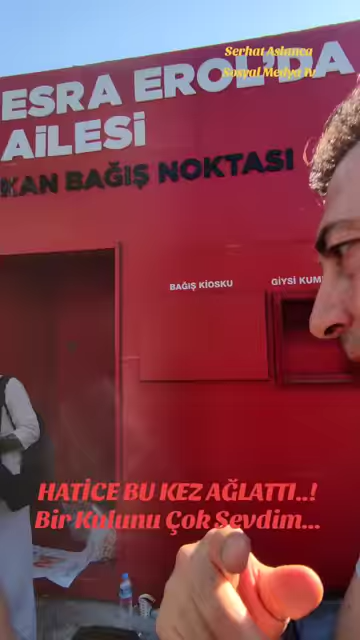 Serhat Aslanca
Sosyal Medya tv
ESRA EROL'DA
AİLESİ
KAN BAĞIŞ NOKTASI
BAĞIŞ KİOSKU
GİYSİ KUM
HATİCE BU KEZ AĞLATTI..!
Bir Kulunu Çok Sevdim...